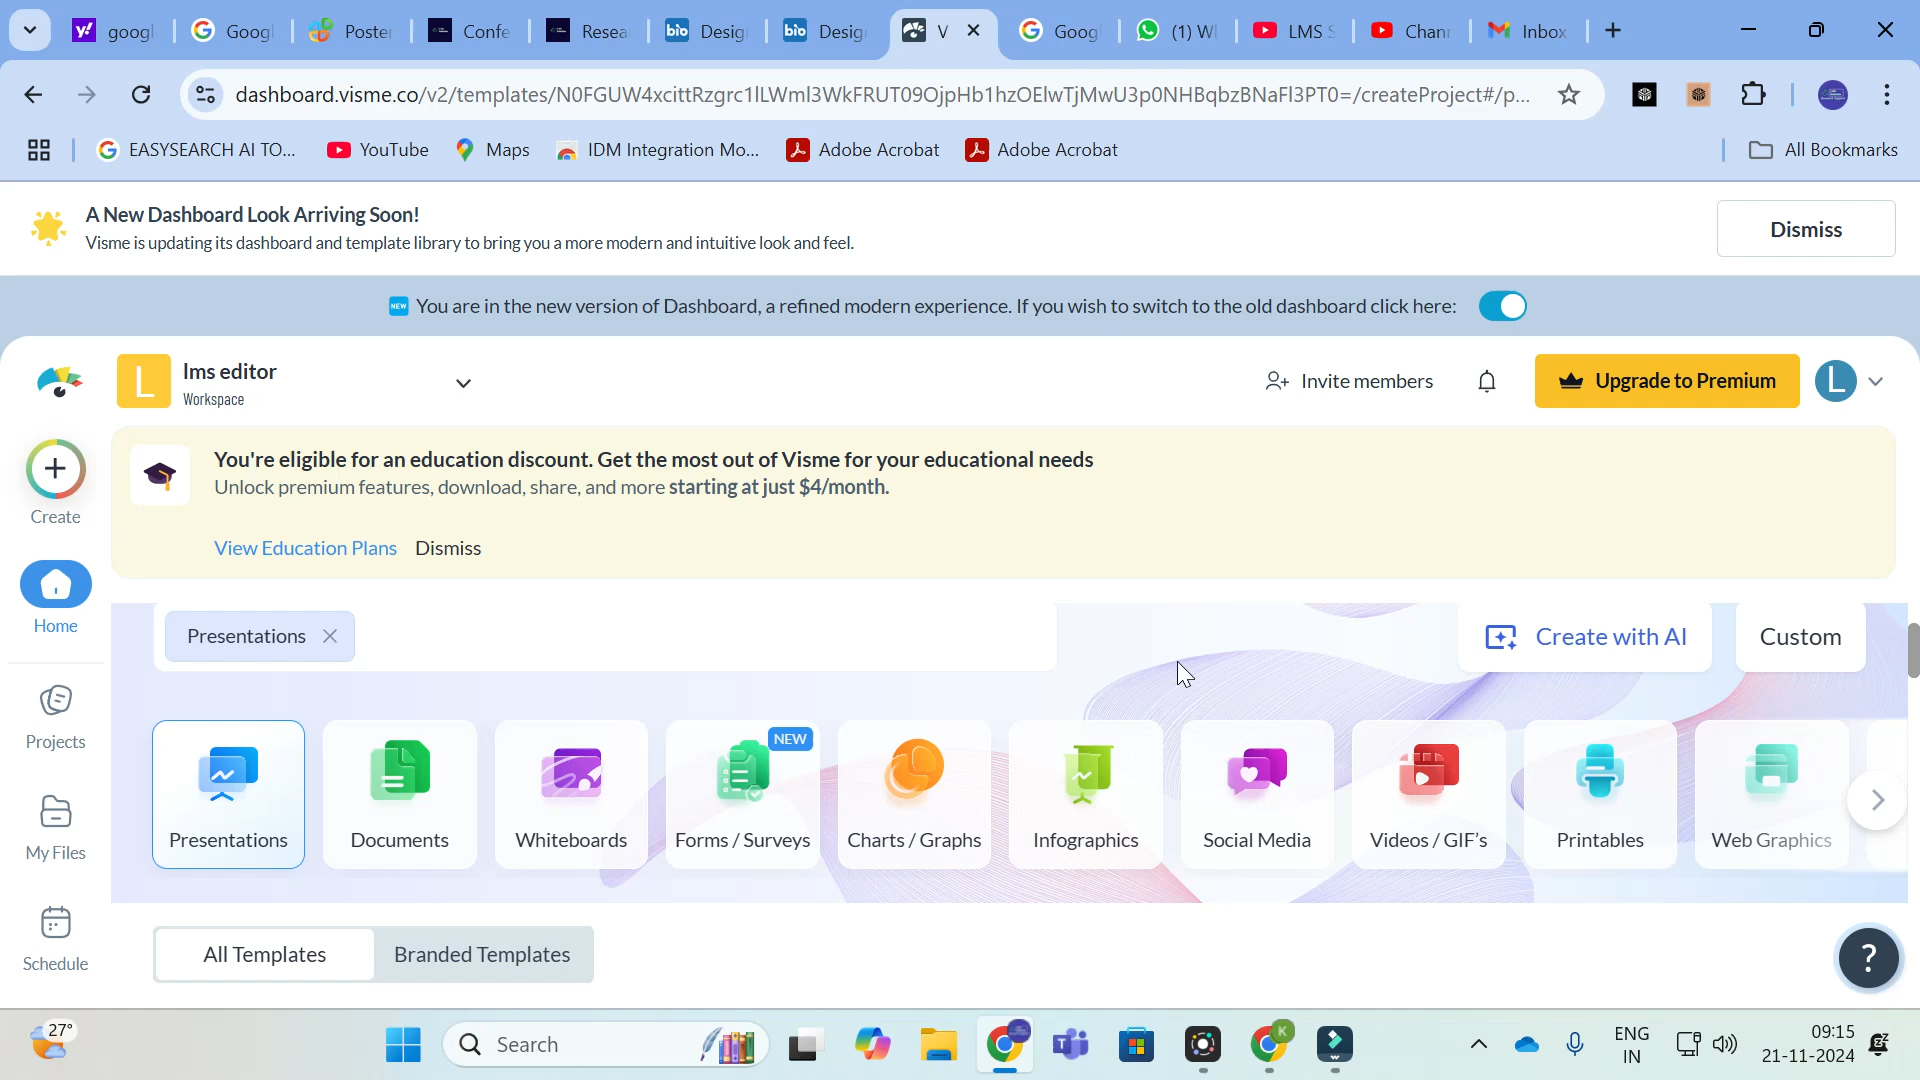 googl
Googl
Poster
Confe
Resea
bio
Desig
bio
Desig
V
Goog
(1) W
LMS S
Chan
Inbox
dashboard.visme.co/v2/templates/N0FGUW4xcittRzgrc1lLWml3WkFRUT09OjpHb1hzOElwTjMwU3p0NHBqbzBNaFl3PT0=/createProject#/p...
EASYSEARCH AI TO...
YouTube
Maps
IDM Integration Mo...
Adobe Acrobat
Adobe Acrobat
All Bookmarks
A New Dashboard Look Arriving Soon!
Visme is updating its dashboard and template library to bring you a more modern and intuitive look and feel.
Dismiss
NEW You are in the new version of Dashboard, a refined modern experience. If you wish to switch to the old dashboard click here:
L
lms editor
Workspace
Invite members
Upgrade to Premium
L
Create
You're eligible for an education discount. Get the most out of Visme for your educational needs
Unlock premium features, download, share, and more starting at just $4/month.
View Education Plans
Dismiss
Home
Presentations
Create with AI
Custom
Projects
NEW
Presentations
Documents
Whiteboards
Forms / Surveys
Charts / Graphs
Infographics
Social Media
Videos / GIF's
Printables
Web Graphics
My Files
Schedule
All Templates
Branded Templates
?
27°
Search
K
ENG
IN
09:15
21-11-2024